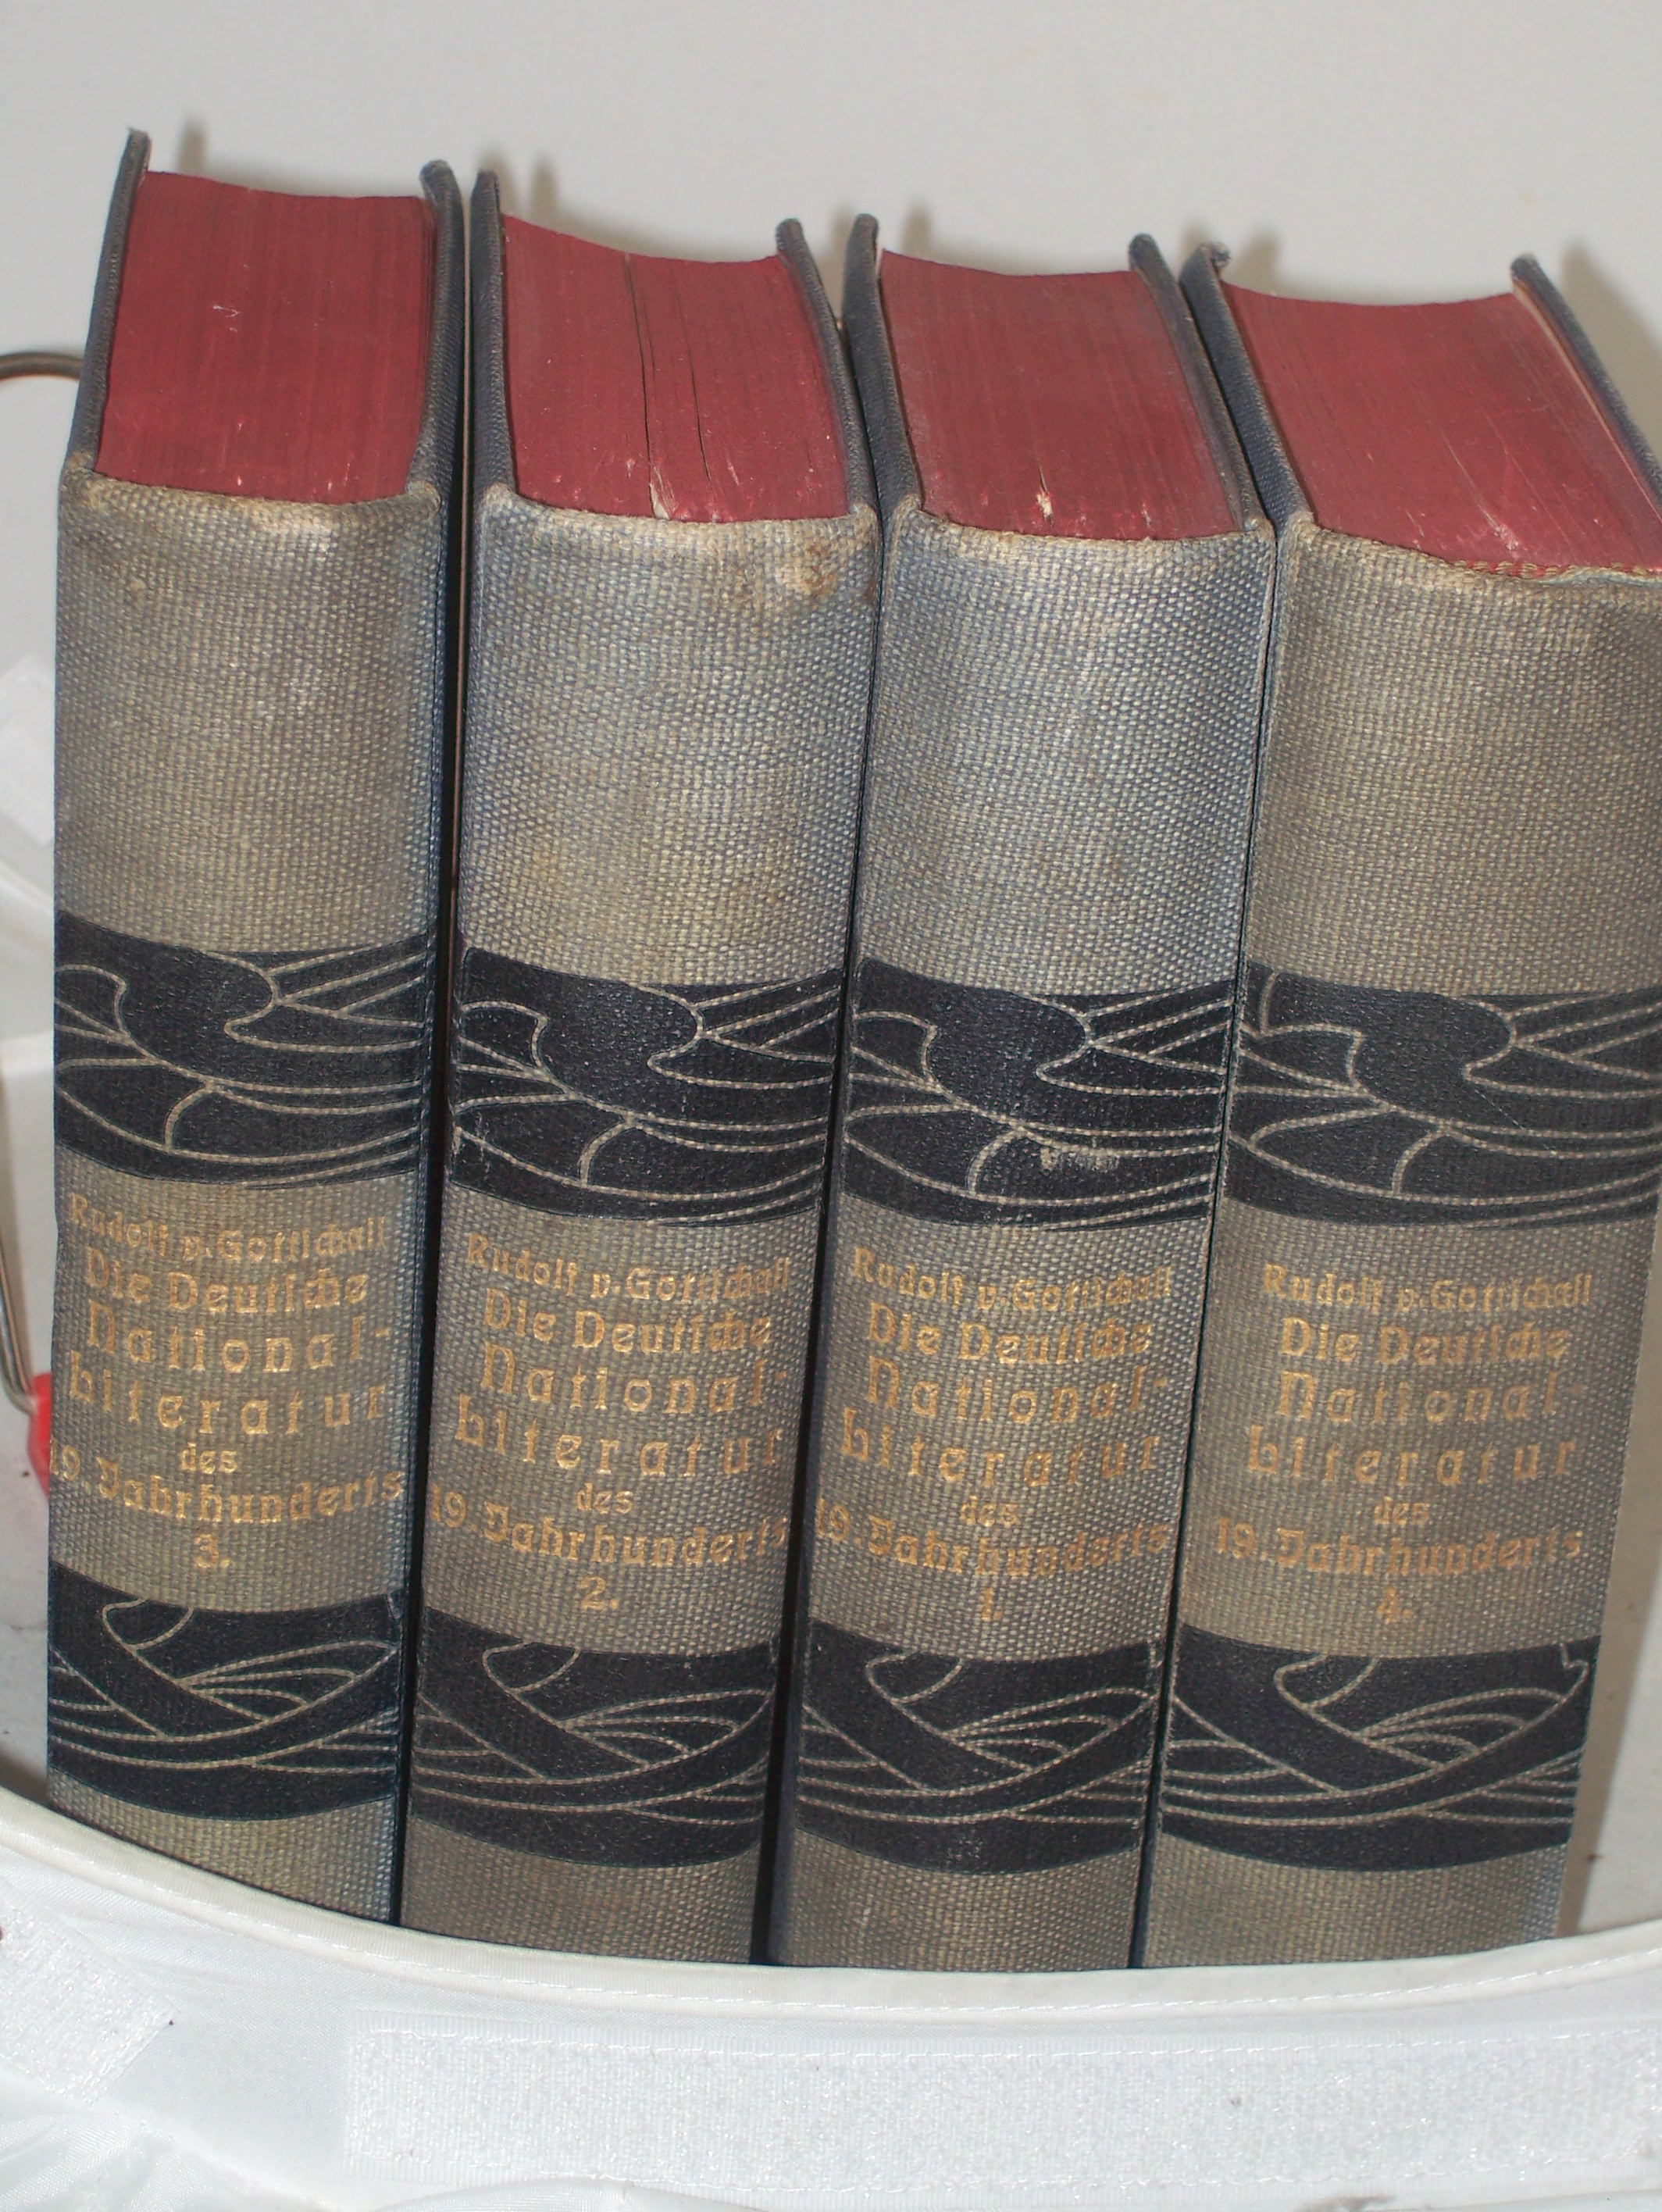 Rudolf v. Gottschall
Die Deutsche
National-
Literatur
des
19. Jahrhunderts
3.
Rudolf v. Gottschall
Die Deutsche
National-
Literatur
des
19. Jahrhunderts
2.
Rudolf v. Gottschall
Die Deutsche
National-
Literatur
des
19. Jahrhunderts
1.
Rudolf v. Gottschall
Die Deutsche
National-
Literatur
des
19. Jahrhunderts
4.